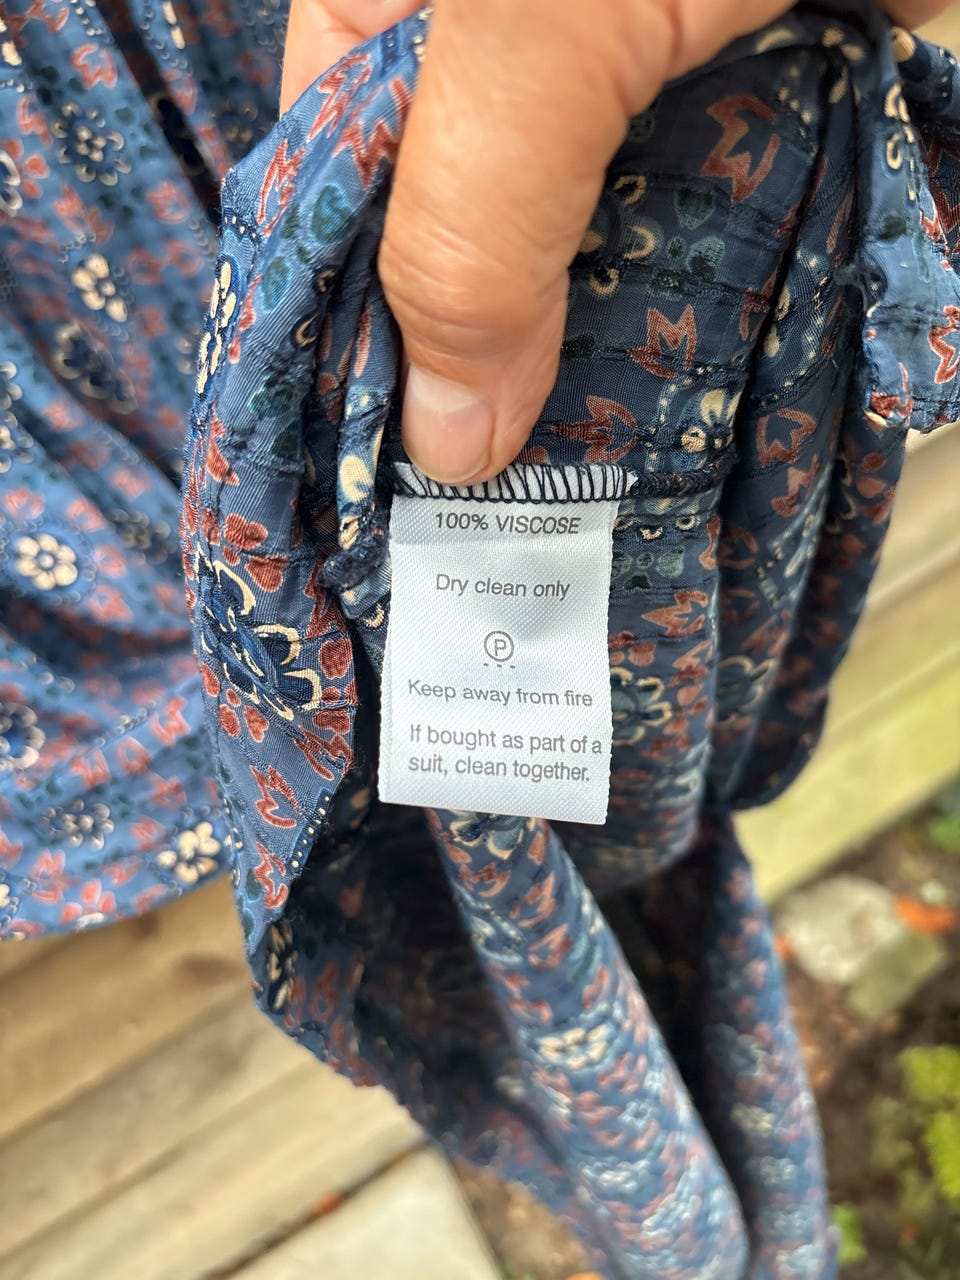 100% VISCOSE
Dry clean only
P
Keep away from fire
If bought as part of a
suit, clean together.